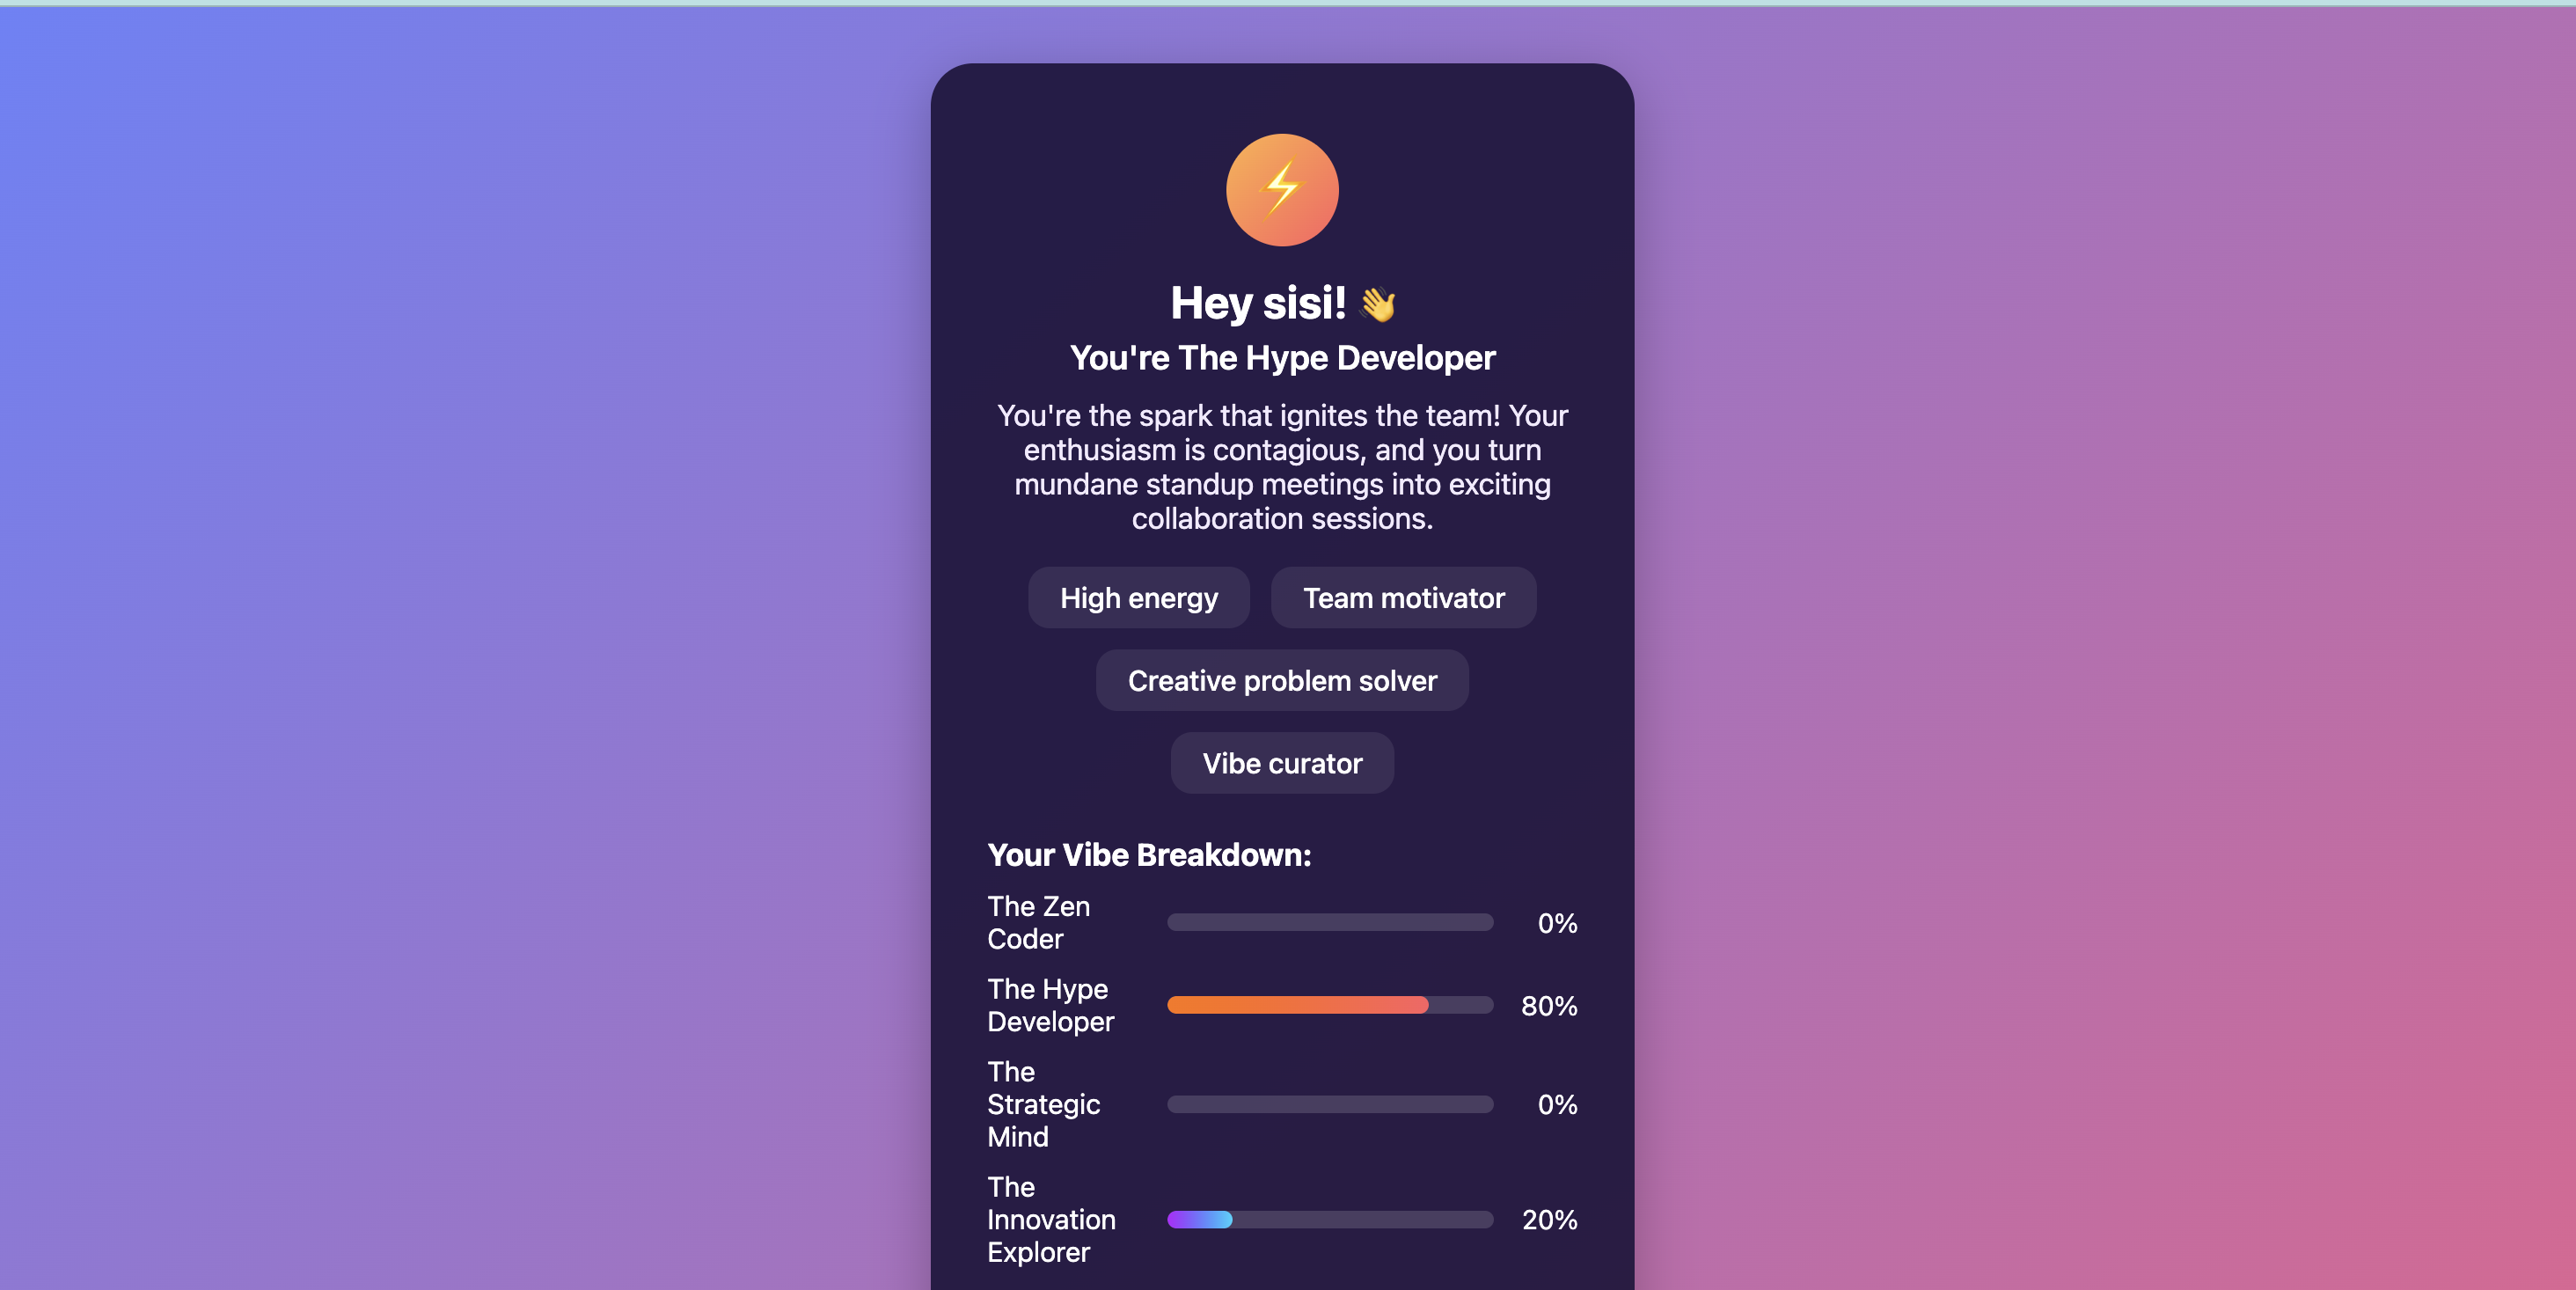 Hey sisi! 👋
You're The Hype Developer
You're the spark that ignites the team! Your
enthusiasm is contagious, and you turn
mundane standup meetings into exciting
collaboration sessions.
High energy
Team motivator
Creative problem solver
Vibe curator
Your Vibe Breakdown:
The Zen
Coder
0%
The Hype
Developer
80%
The
Strategic
Mind
0%
The
Innovation
Explorer
20%